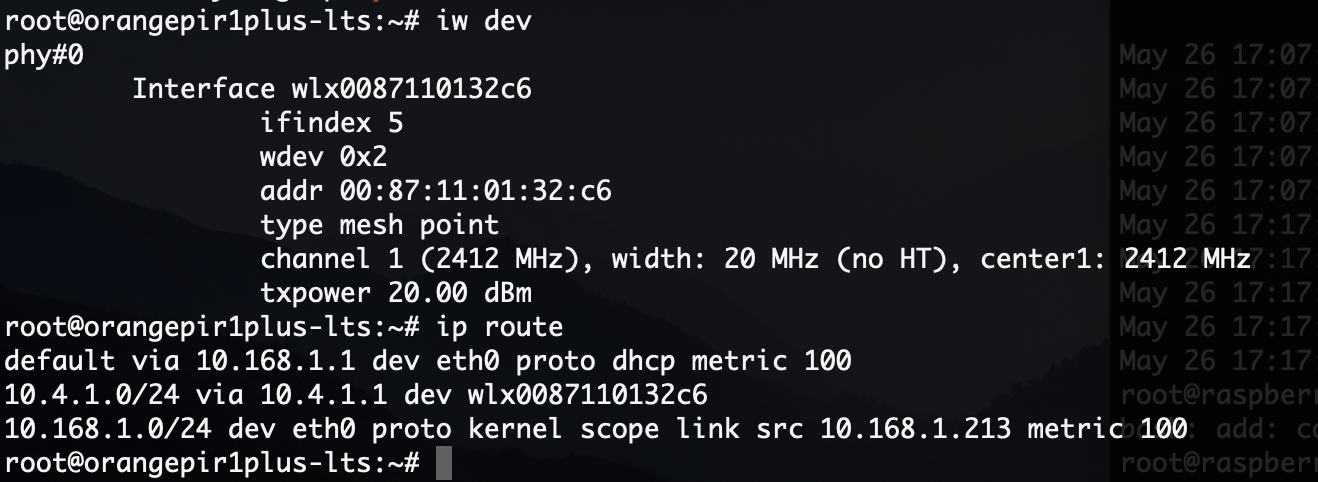 root@orangepir1plus-lts:~# iw dev
phy#0
Interface wlx0087110132c6
ifindex 5
wdev 0x2
addr 00:87:11:01:32:c6
type mesh point
channel 1 (2412 MHz), width: 20 MHz (no HT), center1: 2412 MHz
txpower 20.00 dBm
root@orangepir1plus-lts:~# ip route
default via 10.168.1.1 dev eth0 proto dhcp metric 100
10.4.1.0/24 via 10.4.1.1 dev wlx0087110132c6
10.168.1.0/24 dev eth0 proto kernel scope link src 10.168.1.213 metric 100
root@orangepir1plus-lts:~#
May 26 17:07
May 26 17:07
May 26 17:07
May 26 17:07
May 26 17:07
May 26 17:17
May 26 17:17
May 26 17:17
May 26 17:17
root@raspberr
add:
root@raspberr